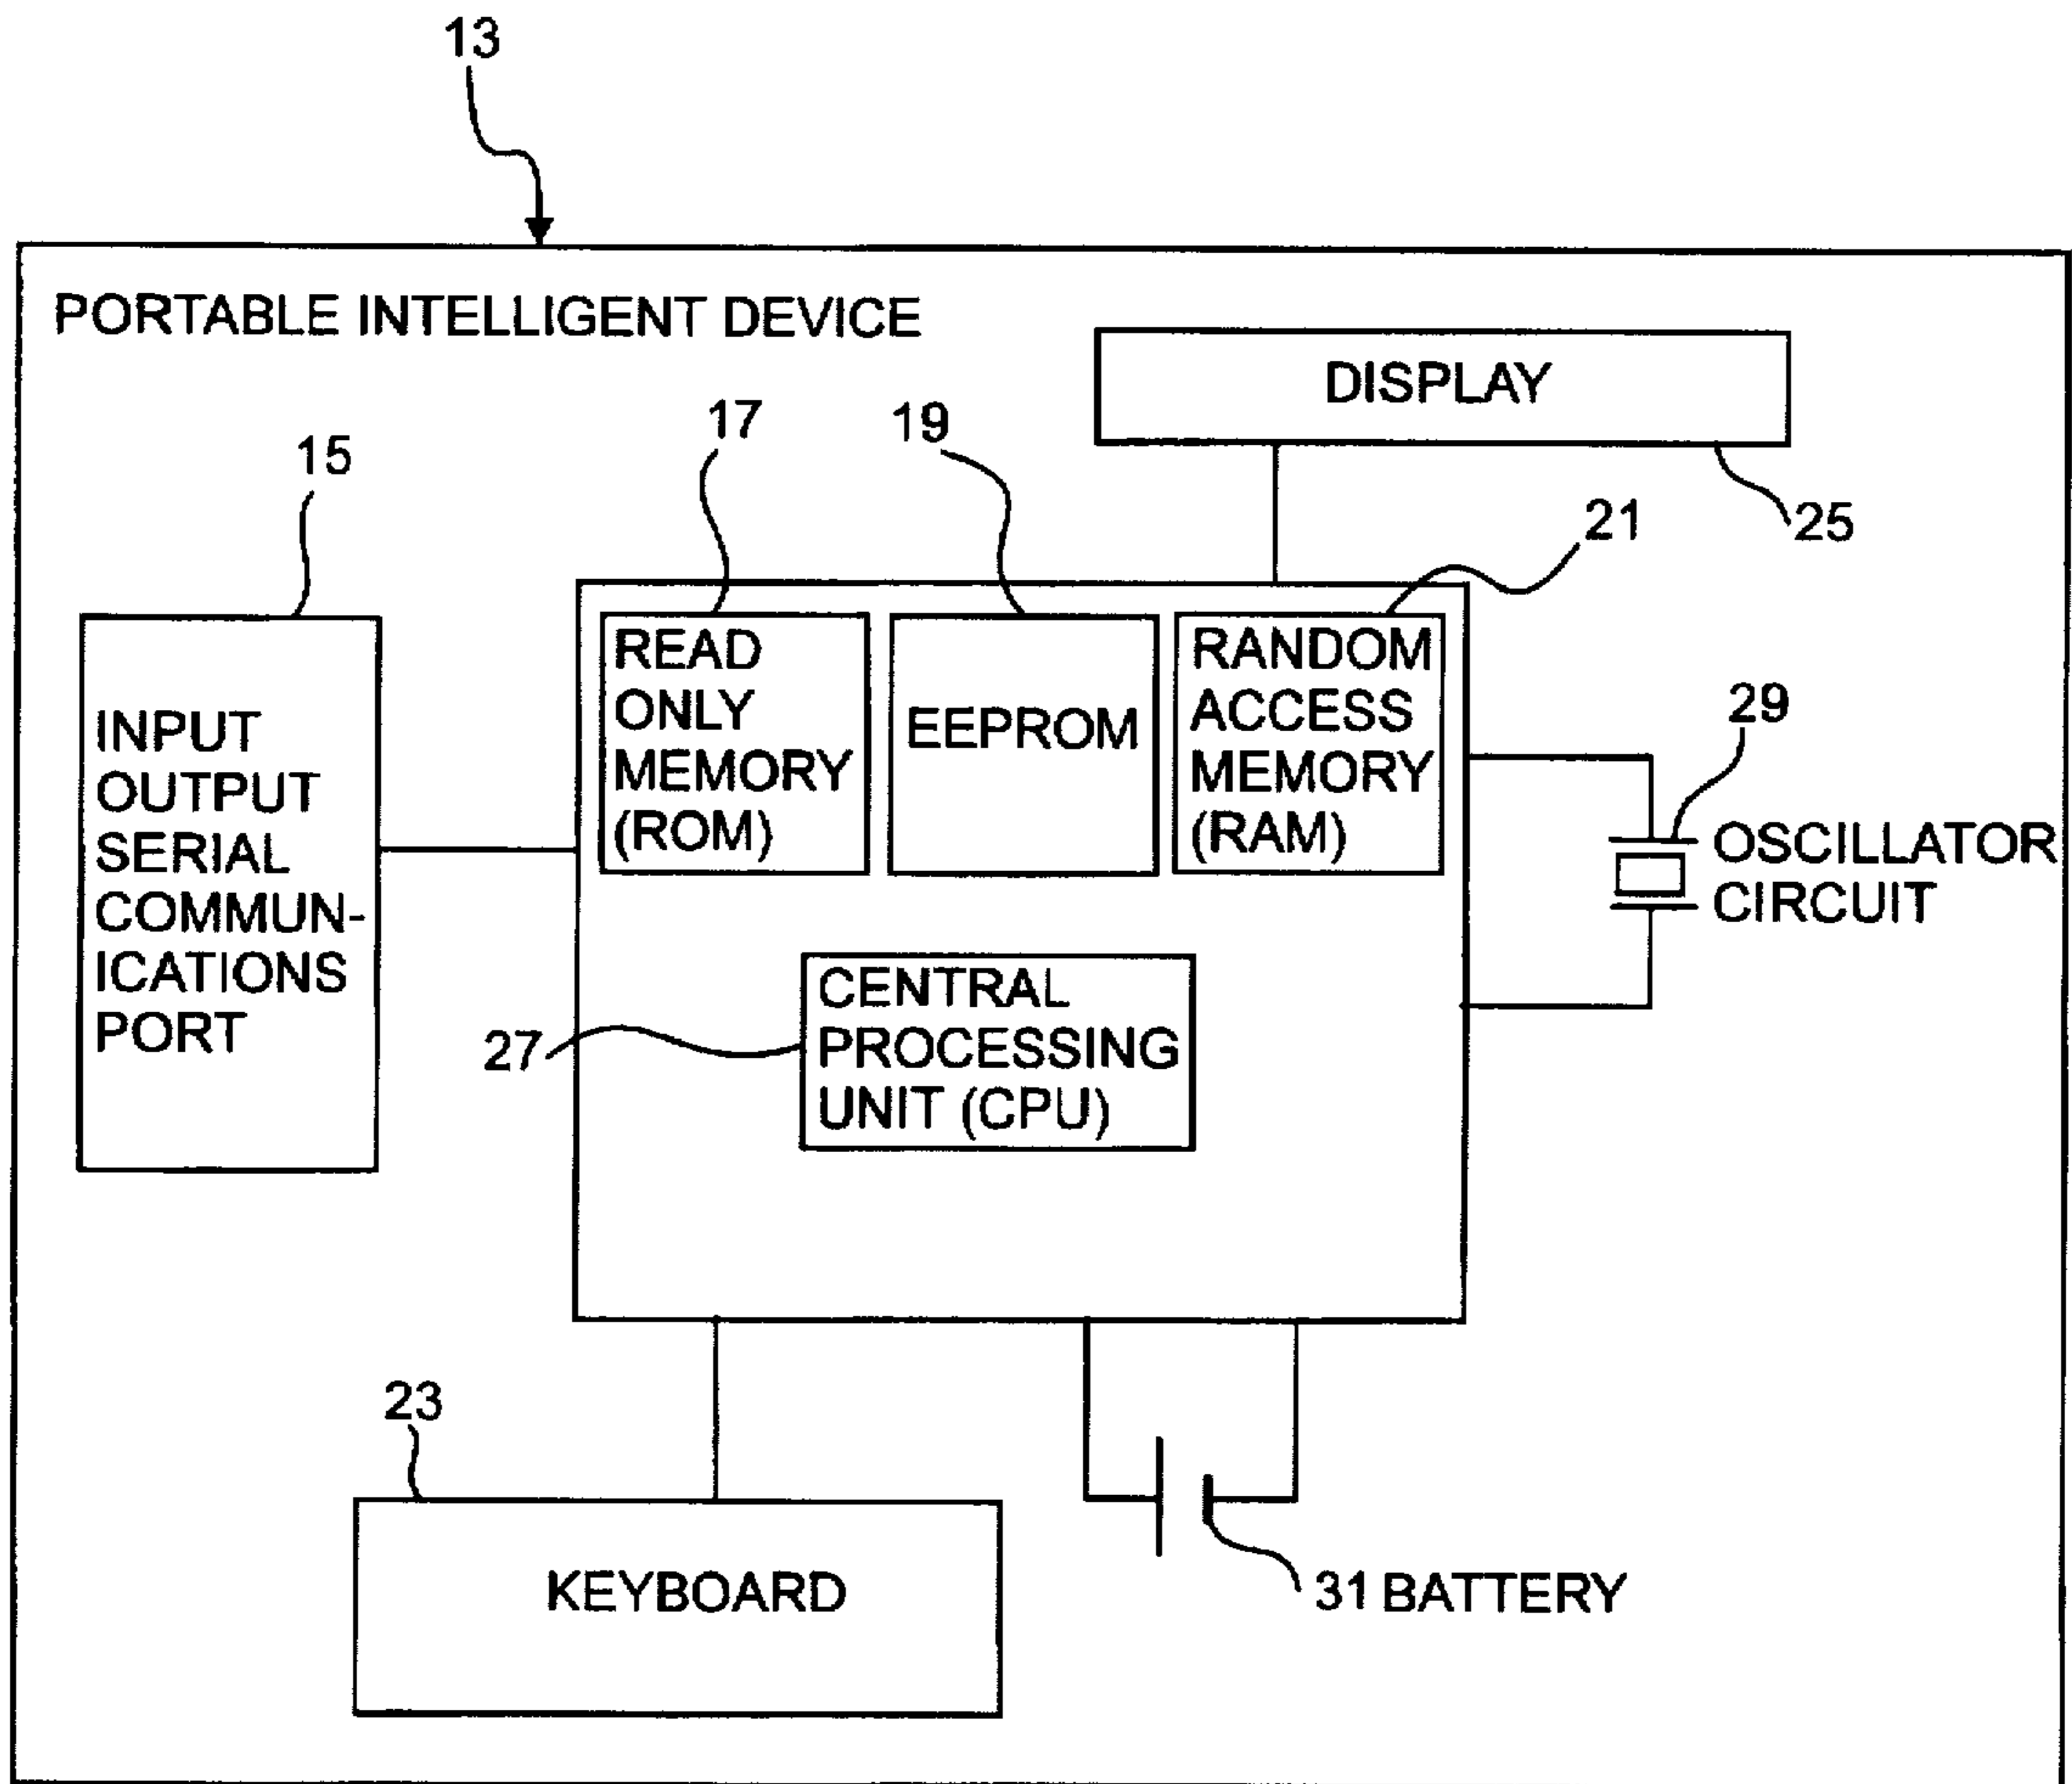 13
PORTABLE INTELLIGENT DEVICE
DISPLAY
25
15
17
19
21
INPUT
OUTPUT
SERIAL
COMMUN-
ICATIONS
PORT
READ
ONLY
MEMORY
(ROM)
EEPROM
RANDOM
ACCESS
MEMORY
(RAM)
29
OSCILLATOR
CIRCUIT
27
CENTRAL
PROCESSING
UNIT (CPU)
23
KEYBOARD
31 BATTERY